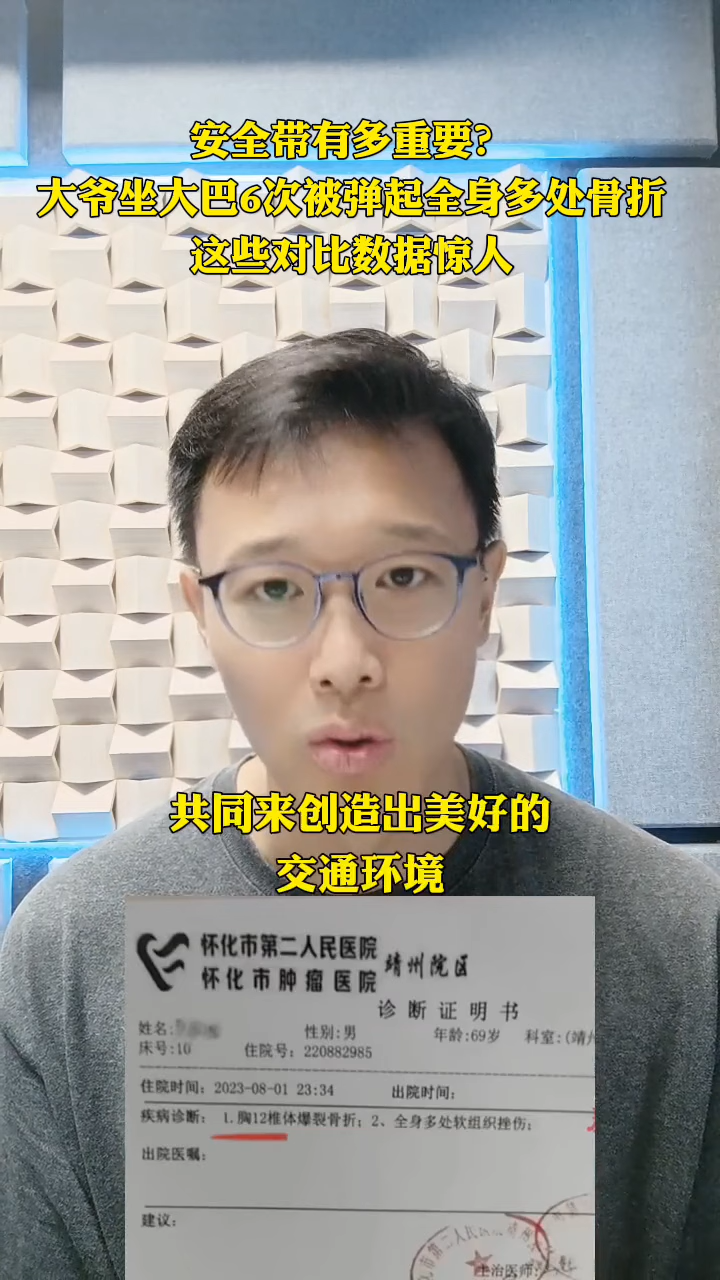 安全带有多重要?
大爷坐大巴6次被弹起全身多处骨折
这些对比数据惊人
共同来创造出美好的
交通环境
怀化市第二人民医院
怀化市肿瘤医院
靖州院区
诊断证明书
姓名: 性别:男 年龄:69岁 科室:(靖州
床号:10 住院号: 220882985
住院时间: 2023-08-01 23:34 出院时间:
疾病诊断: 1.胸12椎体爆裂骨折; 2、全身多处软组织挫伤;
出院医嘱:
建议:
主治医师: